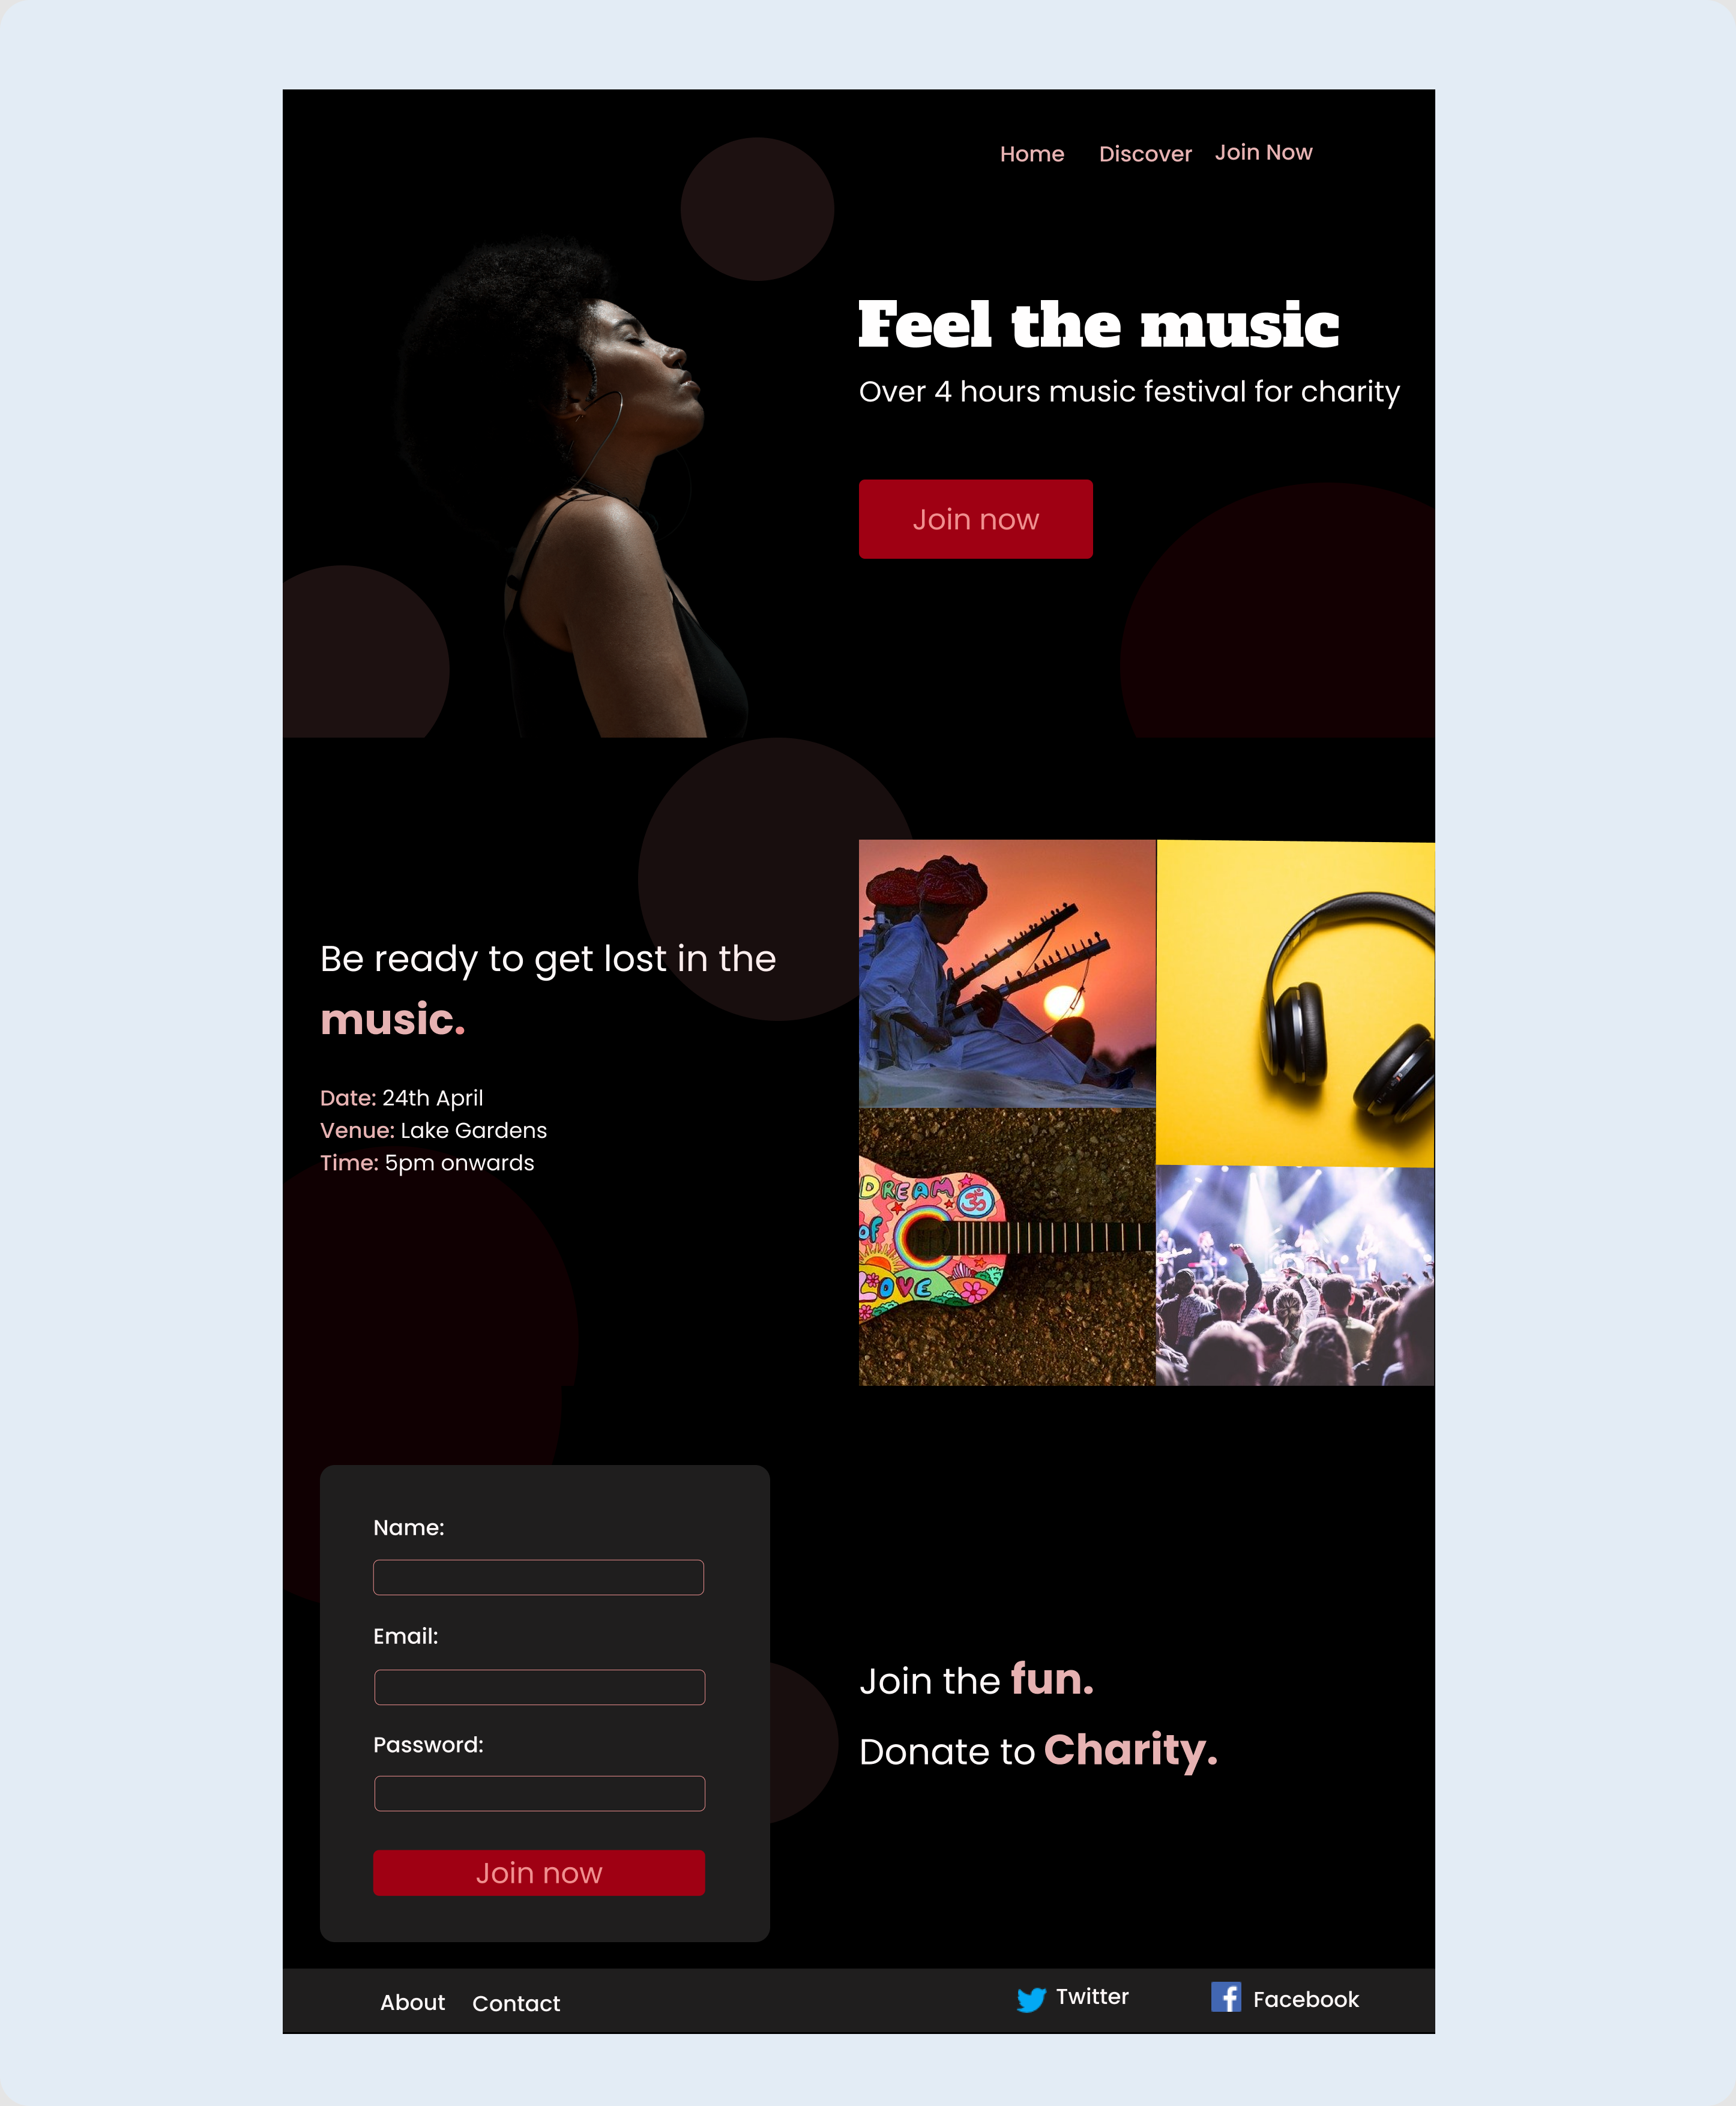 Home Discover Join Now
Feel the music
Over 4 hours music festival for charity
Join now
Be ready to get lost in the
music.
Date: 24th April
Venue: Lake Gardens
Time: 5pm onwards
DREAM
ॐ
of
LOVE
Name:
Email:
Password:
Join now
Join the fun.
Donate to Charity.
About Contact
Twitter
Facebook